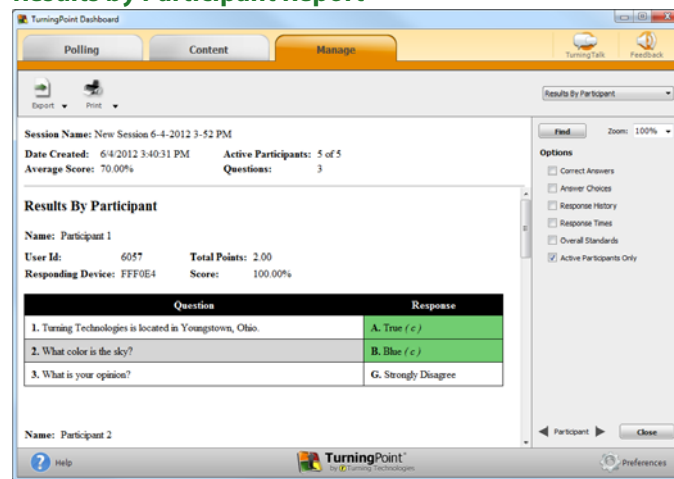 Results by Participant Report
TurningPoint Dashboard
Polling Content Manage
TurningTalk Feedback
Export Print
Results By Participant
Session Name: New Session 6-4-2012 3-52 PM
Find Zoom: 100%
Date Created: 6/4/2012 3:40:31 PM Active Participants: 5 of 5
Average Score: 70.00% Questions: 3
Options
Correct Answers
Answer Choices
Response History
Response Times
Overall Standards
Active Participants Only
Results By Participant
Name: Participant 1
User Id: 6057 Total Points: 2.00
Responding Device: FFF0E4 Score: 100.00%
Question Response
1. Turning Technologies is located in Youngstown, Ohio. A. True (c)
2. What color is the sky? B. Blue (c)
3. What is your opinion? G. Strongly Disagree
Name: Participant 2
Participant Close
Help
TurningPoint
by Turning Technologies
Preferences